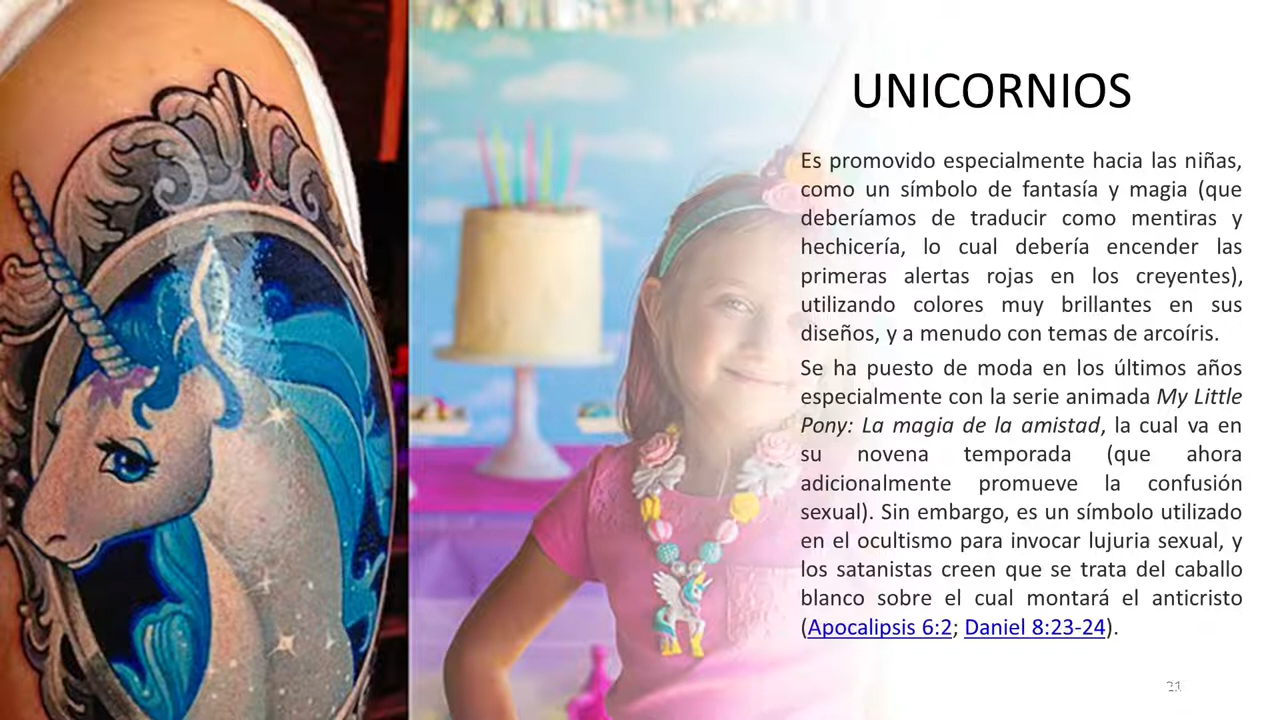 UNICORNIOS
Es promovido especialmente hacia las niñas,
como un símbolo de fantasía y magia (que
deberíamos de traducir como mentiras y
hechicería, lo cual debería encender las
primeras alertas rojas en los creyentes),
utilizando colores muy brillantes en sus
diseños, y a menudo con temas de arcoíris.
Se ha puesto de moda en los últimos años
especialmente con la serie animada My Little
Pony: La magia de la amistad, la cual va en
su novena temporada (que ahora
adicionalmente promueve la confusión
sexual). Sin embargo, es un símbolo utilizado
en el ocultismo para invocar lujuria sexual, y
los satanistas creen que se trata del caballo
blanco sobre el cual montará el anticristo
(Apocalipsis 6:2; Daniel 8:23-24).
21